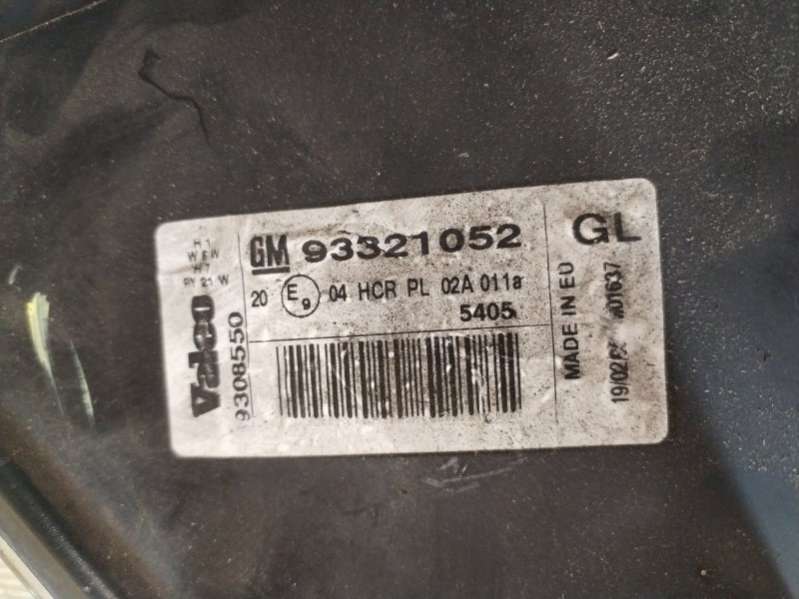 GM 93321052
20 E9 04 HCR PL 02A 011a
5405
GL
MADE IN EU
19/02/
01637
H1
W5W
H7
PY 21 W
Valeo
9308550